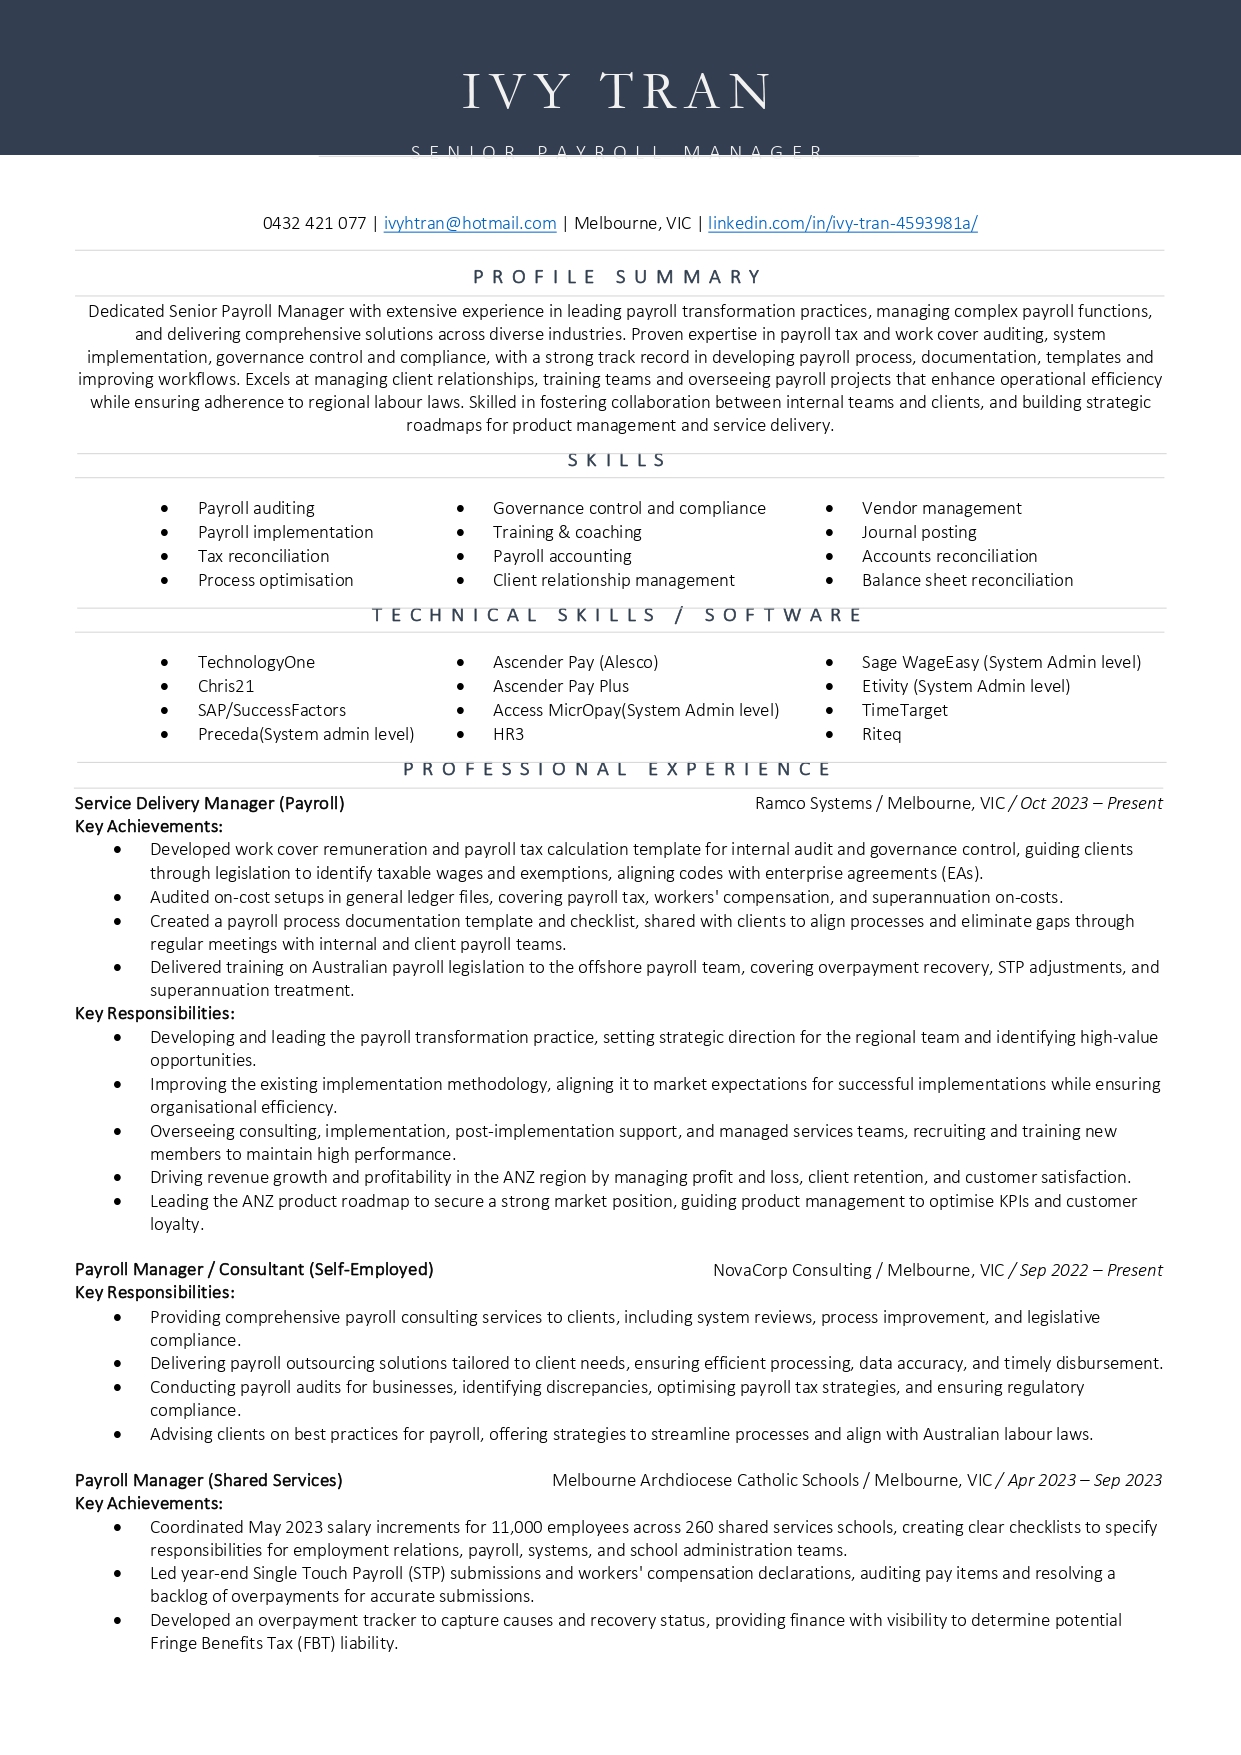 IVY TRAN
SENIOR PAYROLL MANAGER
0432 421 077 | ivyhtran@hotmail.com | Melbourne, VIC | linkedin.com/in/ivy-tran-4593981a/
PROFILE SUMMARY
Dedicated Senior Payroll Manager with extensive experience in leading payroll transformation practices, managing complex payroll functions,
and delivering comprehensive solutions across diverse industries. Proven expertise in payroll tax and work cover auditing, system
implementation, governance control and compliance, with a strong track record in developing payroll process, documentation, templates and
improving workflows. Excels at managing client relationships, training teams and overseeing payroll projects that enhance operational efficiency
while ensuring adherence to regional labour laws. Skilled in fostering collaboration between internal teams and clients, and building strategic
roadmaps for product management and service delivery.
SKILLS
• Payroll auditing
• Payroll implementation
• Tax reconciliation
• Process optimisation
• Governance control and compliance
• Training & coaching
• Payroll accounting
• Client relationship management
• Vendor management
• Journal posting
• Accounts reconciliation
• Balance sheet reconciliation
TECHNICAL SKILLS / SOFTWARE
• TechnologyOne
• Chris21
• SAP/SuccessFactors
• Preceda(System admin level)
• Ascender Pay (Alesco)
• Ascender Pay Plus
• Access MicrOpay(System Admin level)
• HR3
• Sage WageEasy (System Admin level)
• Etivity (System Admin level)
• TimeTarget
• Riteq
PROFESSIONAL EXPERIENCE
Service Delivery Manager (Payroll) Ramco Systems / Melbourne, VIC / Oct 2023 – Present
Key Achievements:
• Developed work cover remuneration and payroll tax calculation template for internal audit and governance control, guiding clients
through legislation to identify taxable wages and exemptions, aligning codes with enterprise agreements (EAs).
• Audited on-cost setups in general ledger files, covering payroll tax, workers' compensation, and superannuation on-costs.
• Created a payroll process documentation template and checklist, shared with clients to align processes and eliminate gaps through
regular meetings with internal and client payroll teams.
• Delivered training on Australian payroll legislation to the offshore payroll team, covering overpayment recovery, STP adjustments, and
superannuation treatment.
Key Responsibilities:
• Developing and leading the payroll transformation practice, setting strategic direction for the regional team and identifying high-value
opportunities.
• Improving the existing implementation methodology, aligning it to market expectations for successful implementations while ensuring
organisational efficiency.
• Overseeing consulting, implementation, post-implementation support, and managed services teams, recruiting and training new
members to maintain high performance.
• Driving revenue growth and profitability in the ANZ region by managing profit and loss, client retention, and customer satisfaction.
• Leading the ANZ product roadmap to secure a strong market position, guiding product management to optimise KPIs and customer
loyalty.
Payroll Manager / Consultant (Self-Employed) NovaCorp Consulting / Melbourne, VIC / Sep 2022 – Present
Key Responsibilities:
• Providing comprehensive payroll consulting services to clients, including system reviews, process improvement, and legislative
compliance.
• Delivering payroll outsourcing solutions tailored to client needs, ensuring efficient processing, data accuracy, and timely disbursement.
• Conducting payroll audits for businesses, identifying discrepancies, optimising payroll tax strategies, and ensuring regulatory
compliance.
• Advising clients on best practices for payroll, offering strategies to streamline processes and align with Australian labour laws.
Payroll Manager (Shared Services) Melbourne Archdiocese Catholic Schools / Melbourne, VIC / Apr 2023 – Sep 2023
Key Achievements:
• Coordinated May 2023 salary increments for 11,000 employees across 260 shared services schools, creating clear checklists to specify
responsibilities for employment relations, payroll, systems, and school administration teams.
• Led year-end Single Touch Payroll (STP) submissions and workers' compensation declarations, auditing pay items and resolving a
backlog of overpayments for accurate submissions.
• Developed an overpayment tracker to capture causes and recovery status, providing finance with visibility to determine potential
Fringe Benefits Tax (FBT) liability.